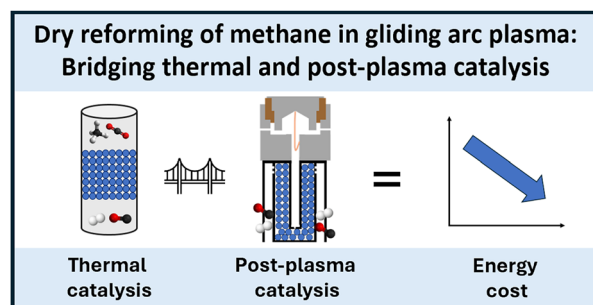 Dry reforming of methane in gliding arc plasma:
Bridging thermal and post-plasma catalysis
=
Thermal
catalysis
Post-plasma
catalysis
Energy
cost